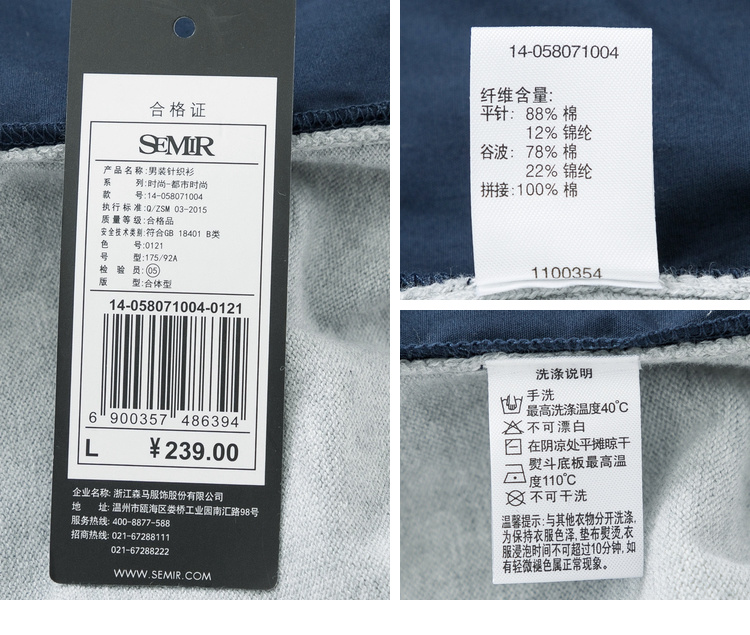 合格证
SEMIR
产品名称:男装针织衫
系 列:时尚-都市时尚
款 号:14-058071004
执行标准:Q/ZSM 03-2015
质量等级:合格品
安全技术类别:符合GB 18401 B类
色 号:0121
号 型:175/92A
检 验 员:05
版 型:合体型
14-058071004-0121
6 900357 486394
L ¥239.00
企业名称:浙江森马服饰股份有限公司
地 址:温州市瓯海区娄桥工业园南汇路98号
服务热线:400-8877-588
招商热线:021-67288111
021-67288222
WWW.SEMIR.COM
14-058071004
纤维含量:
平针: 88% 棉
12% 锦纶
谷波: 78% 棉
22% 锦纶
拼接:100% 棉
1100354
洗涤说明
手洗
最高洗涤温度40℃
不可漂白
在阴凉处平摊晾干
熨斗底板最高温
度110℃
不可干洗
温馨提示:与其他衣物分开洗涤,
为保持衣服色泽,垫布熨烫,衣
服浸泡时间不可超过10分钟,如
有轻微褪色属正常现象。